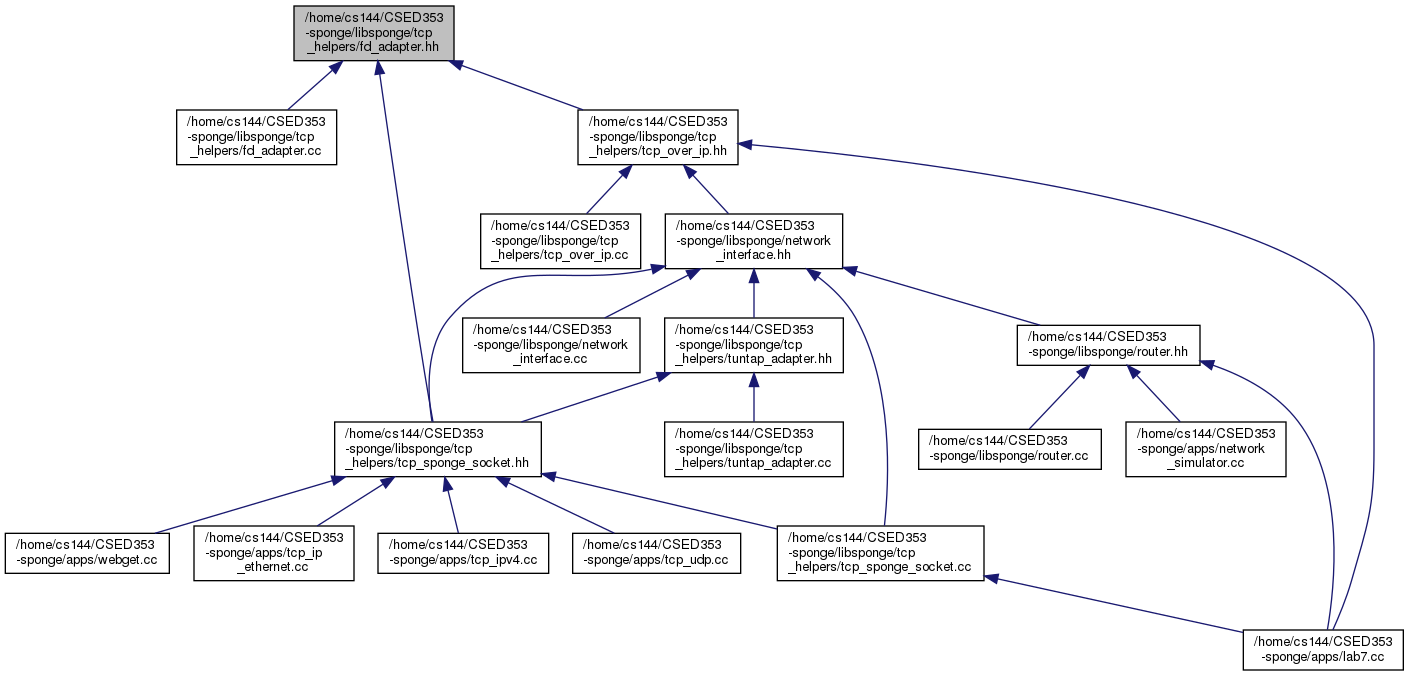 /home/cs144/CSED353
-sponge/libsponge/tcp
_helpers/fd_adapter.hh
/home/cs144/CSED353
-sponge/libsponge/tcp
_helpers/fd_adapter.cc
/home/cs144/CSED353
-sponge/libsponge/tcp
_helpers/tcp_over_ip.hh
/home/cs144/CSED353
-sponge/libsponge/tcp
_helpers/tcp_over_ip.cc
/home/cs144/CSED353
-sponge/libsponge/network
_interface.hh
/home/cs144/CSED353
-sponge/libsponge/network
_interface.cc
/home/cs144/CSED353
-sponge/libsponge/tcp
_helpers/tuntap_adapter.hh
/home/cs144/CSED353
-sponge/libsponge/router.hh
/home/cs144/CSED353
-sponge/libsponge/tcp
_helpers/tcp_sponge_socket.hh
/home/cs144/CSED353
-sponge/libsponge/tcp
_helpers/tuntap_adapter.cc
/home/cs144/CSED353
-sponge/libsponge/router.cc
/home/cs144/CSED353
-sponge/apps/network
_simulator.cc
/home/cs144/CSED353
-sponge/apps/webget.cc
/home/cs144/CSED353
-sponge/apps/tcp_ip
_ethernet.cc
/home/cs144/CSED353
-sponge/apps/tcp_ipv4.cc
/home/cs144/CSED353
-sponge/apps/tcp_udp.cc
/home/cs144/CSED353
-sponge/libsponge/tcp
_helpers/tcp_sponge_socket.cc
/home/cs144/CSED353
-sponge/apps/lab7.cc